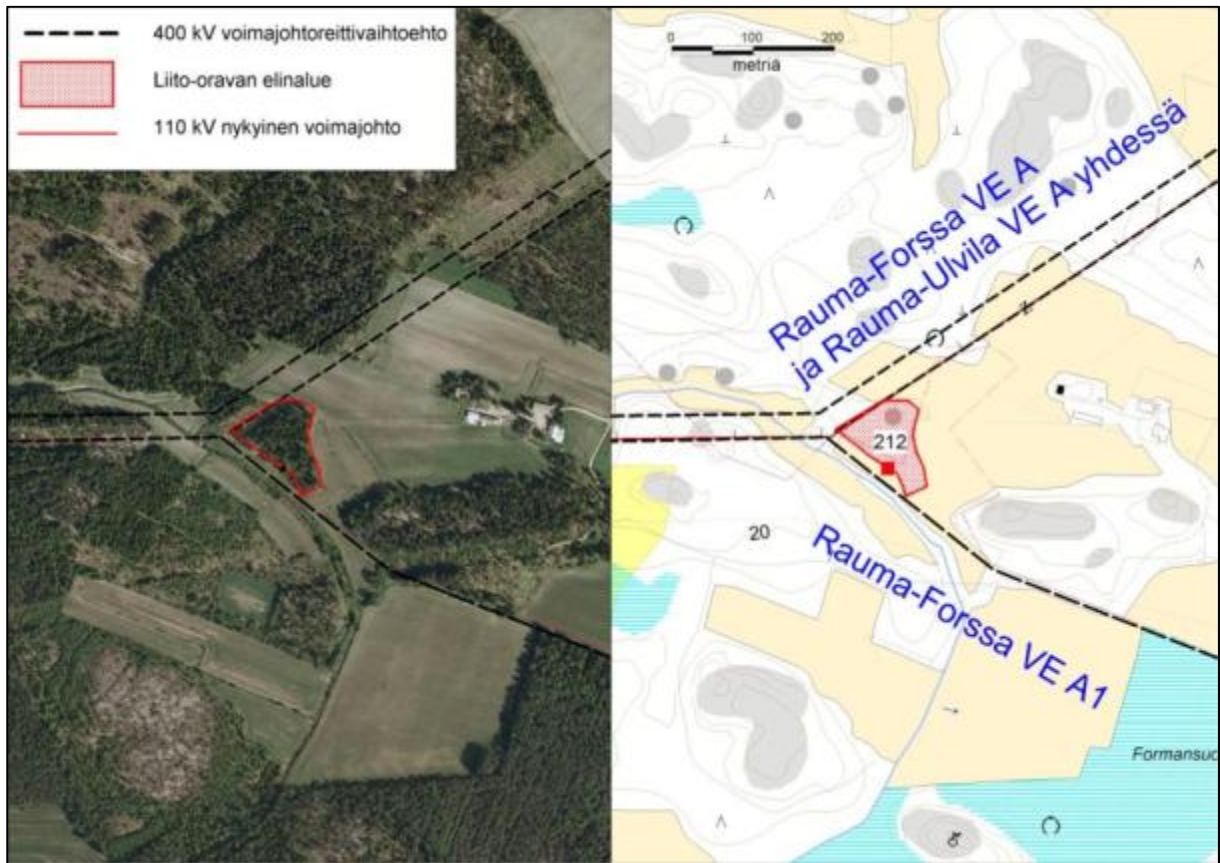 400 kV voimajohtoreittivaihtoehto
Liito-oravan elinalue
110 kV nykyinen voimajohto
0 100 200
metriä
Rauma-Forssa VE A
ja Rauma-Ulvila VE A yhdessä
212
20
Rauma-Forssa VE A1
Formansuo